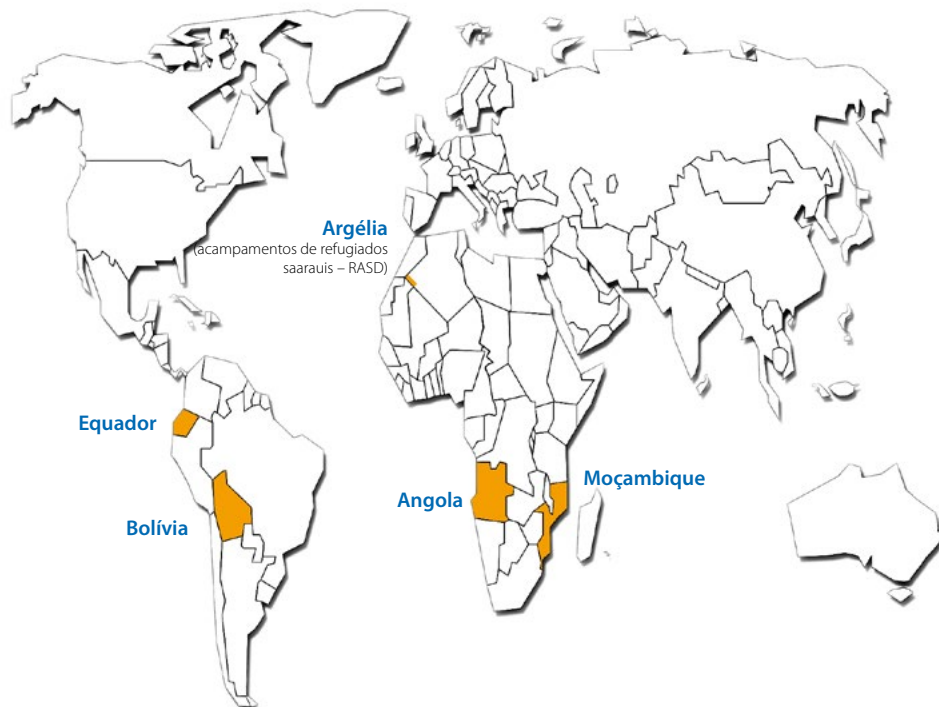 Argélia
(acampamentos de refugiados
saarauis – RASD)
Equador
Moçambique
Angola
Bolívia